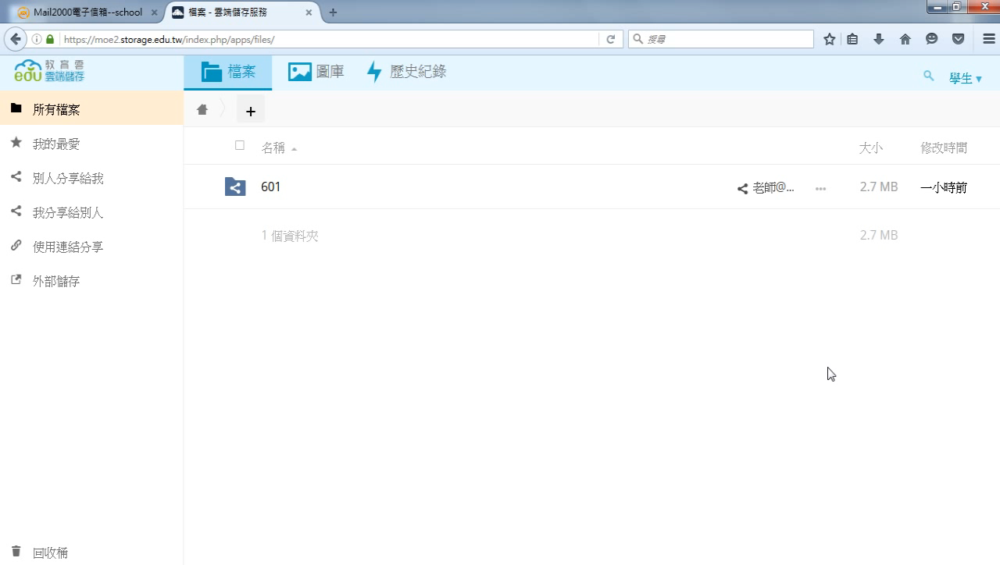 Mail2000電子信箱--school
檔案 - 雲端儲存服務
https://moe2.storage.edu.tw/index.php/apps/files/
搜尋
edu 教育雲
雲端儲存
檔案
圖庫
歷史紀錄
學生
所有檔案
我的最愛
別人分享給我
我分享給別人
使用連結分享
外部儲存
回收桶
+
名稱
大小
修改時間
601
老師@...
2.7 MB
一小時前
1 個資料夾
2.7 MB